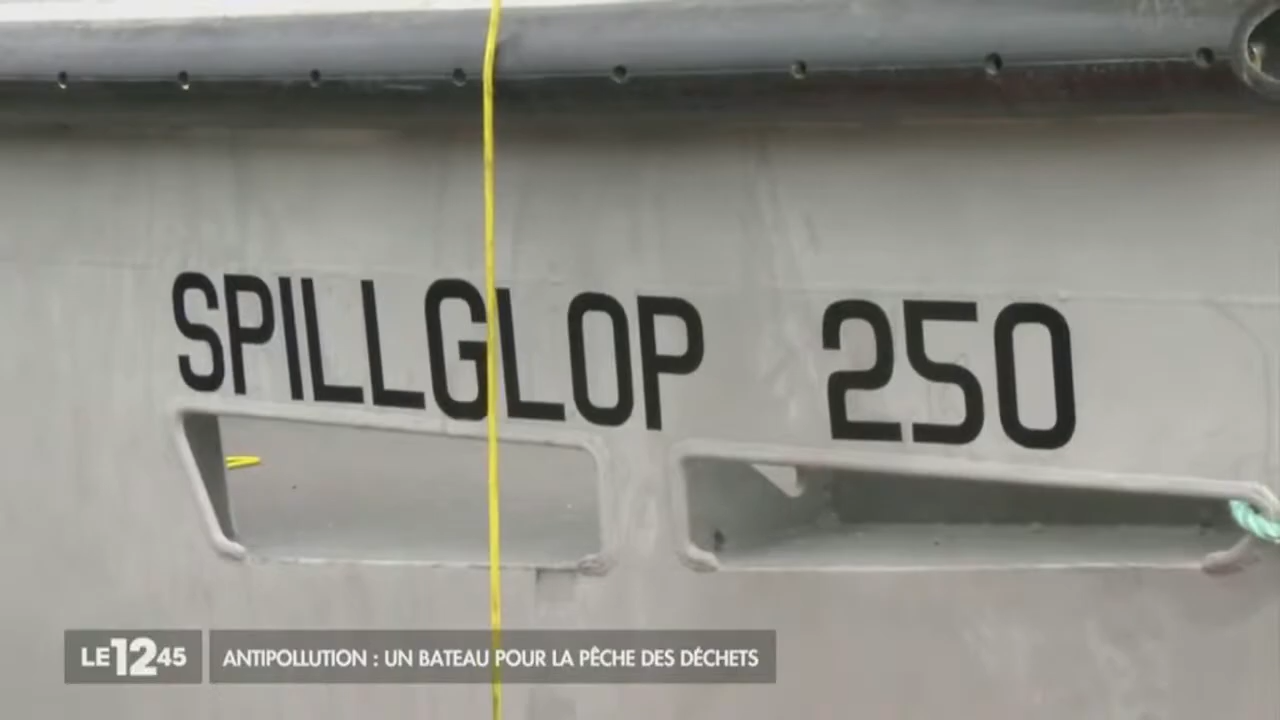 SPILLGLOP 250
LE 12 45
ANTIPOLLUTION : UN BATEAU POUR LA PÊCHE DES DÉCHETS